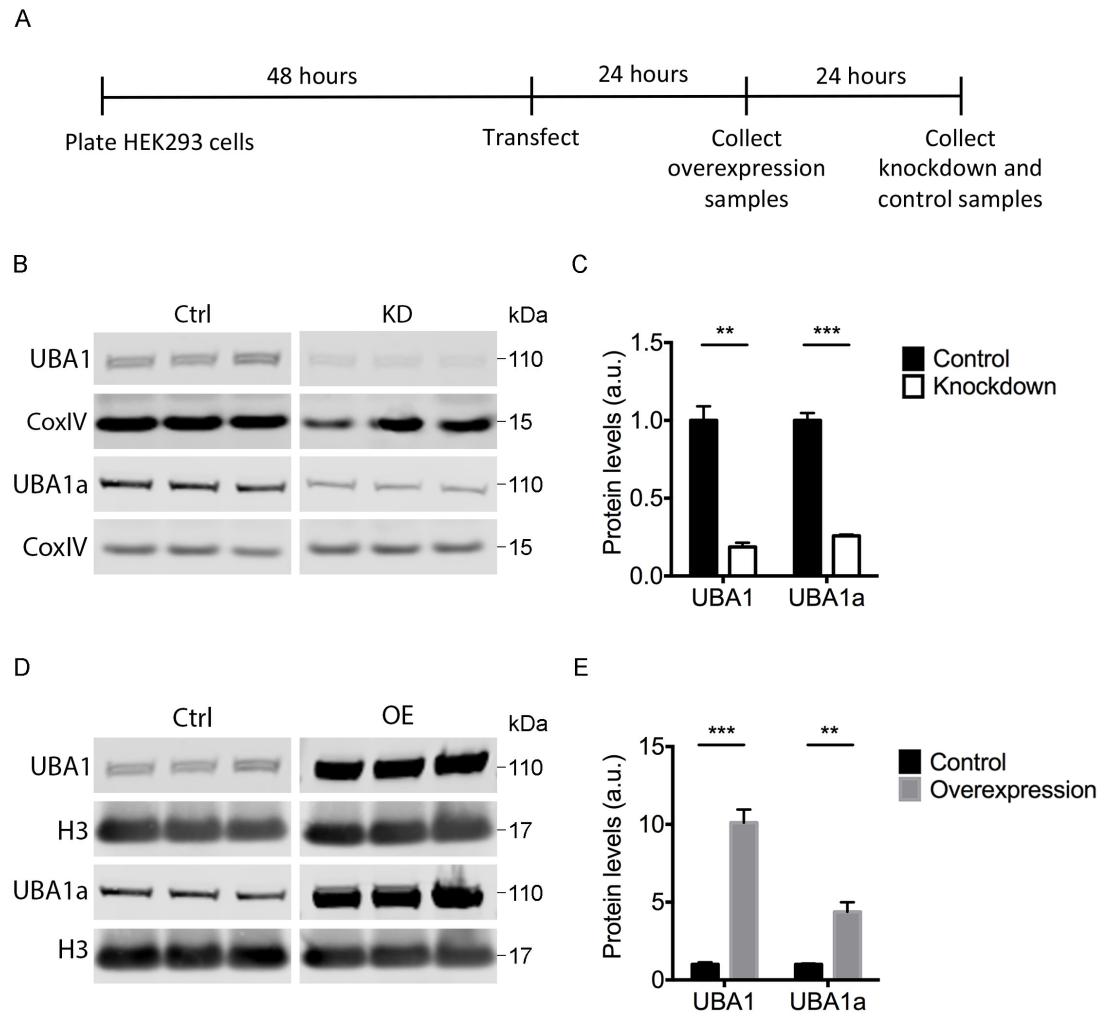 A
48 hours
24 hours
24 hours
Plate HEK293 cells
Transfect
Collect
overexpression
samples
Collect
knockdown and
control samples
B
Ctrl
KD
kDa
UBA1
110
CoxIV
15
UBA1a
110
CoxIV
15
C
Protein levels (a.u.)
1.5
1.0
0.5
0.0
**
***
UBA1
UBA1a
Control
Knockdown
D
Ctrl
OE
kDa
UBA1
110
H3
17
UBA1a
110
H3
17
E
Protein levels (a.u.)
15
10
5
0
***
**
UBA1
UBA1a
Control
Overexpression